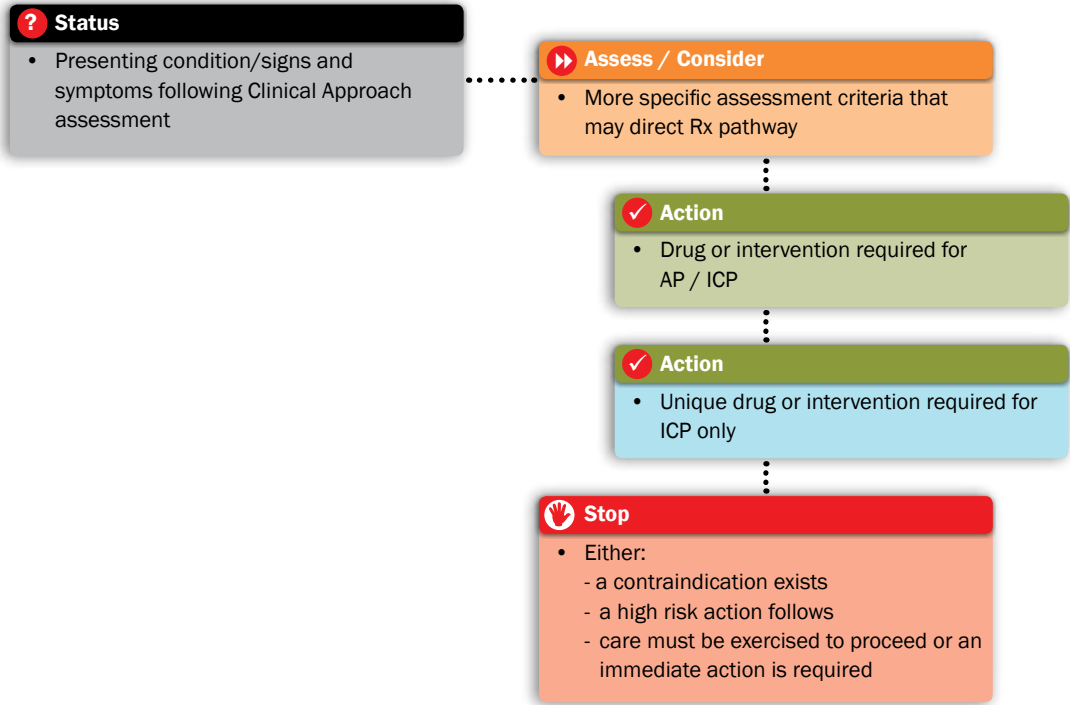 ? Status
• Presenting condition/signs and
symptoms following Clinical Approach
assessment
Assess / Consider
• More specific assessment criteria that
may direct Rx pathway
Action
• Drug or intervention required for
AP / ICP
Action
• Unique drug or intervention required for
ICP only
Stop
• Either:
- a contraindication exists
- a high risk action follows
- care must be exercised to proceed or an
immediate action is required